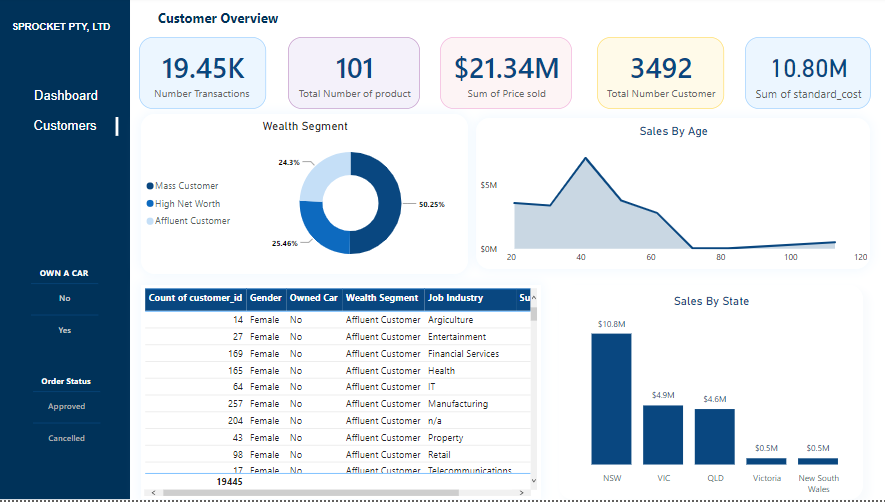 SPROCKET PTY, LTD
Dashboard
Customers
OWN A CAR
No
Yes
Order Status
Approved
Cancelled
Customer Overview
19.45K
Number Transactions
101
Total Number of product
$21.34M
Sum of Price sold
3492
Total Number Customer
10.80M
Sum of standard_cost
Wealth Segment
Mass Customer
High Net Worth
Affluent Customer
24.3%
50.25%
25.46%
Sales By Age
$5M
$0M
20 40 60 80 100 120
Count of customer_id Gender Owned Car Wealth Segment Job Industry Su
14 Female No Affluent Customer Argiculture
27 Female No Affluent Customer Entertainment
169 Female No Affluent Customer Financial Services
165 Female No Affluent Customer Health
64 Female No Affluent Customer IT
257 Female No Affluent Customer Manufacturing
204 Female No Affluent Customer n/a
43 Female No Affluent Customer Property
98 Female No Affluent Customer Retail
17 Female No Affluent Customer Telecommunications
19445
Sales By State
$10.8M
$4.9M
$4.6M
$0.5M
$0.5M
NSW VIC QLD Victoria New South
Wales